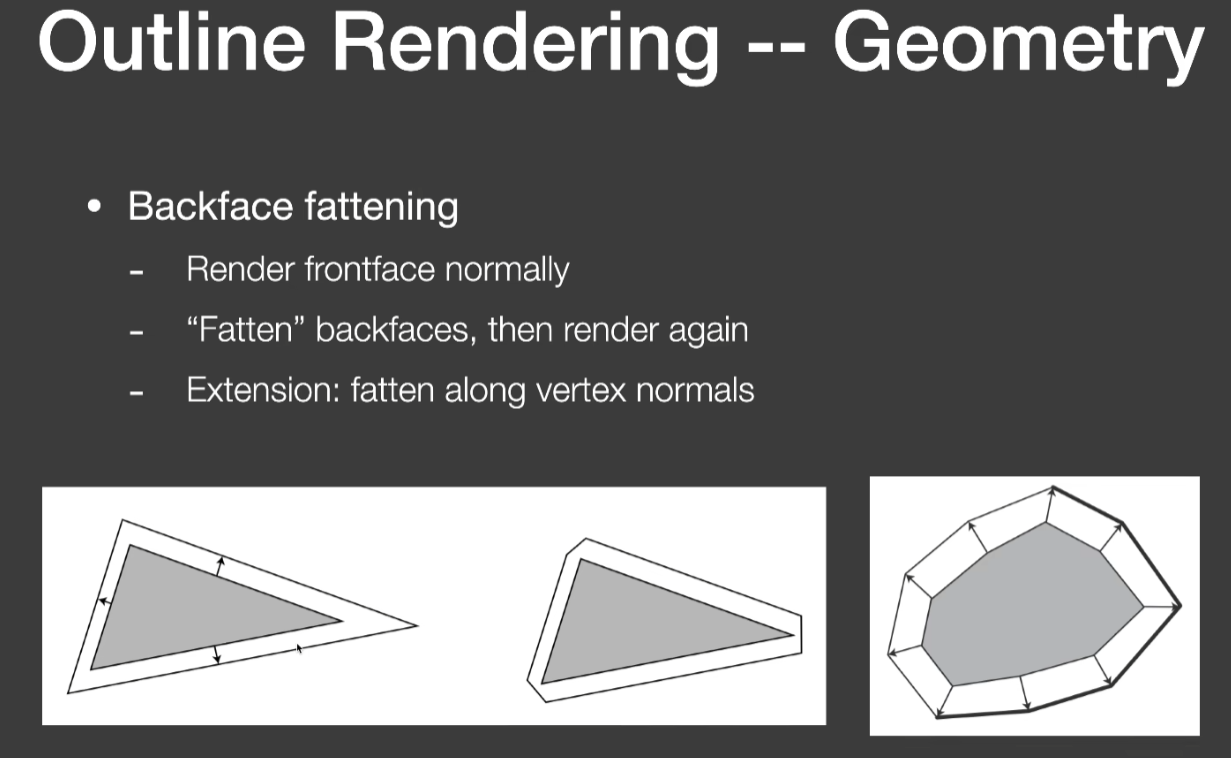 Outline Rendering -- Geometry
• Backface fattening
- Render frontface normally
- “Fatten” backfaces, then render again
- Extension: fatten along vertex normals